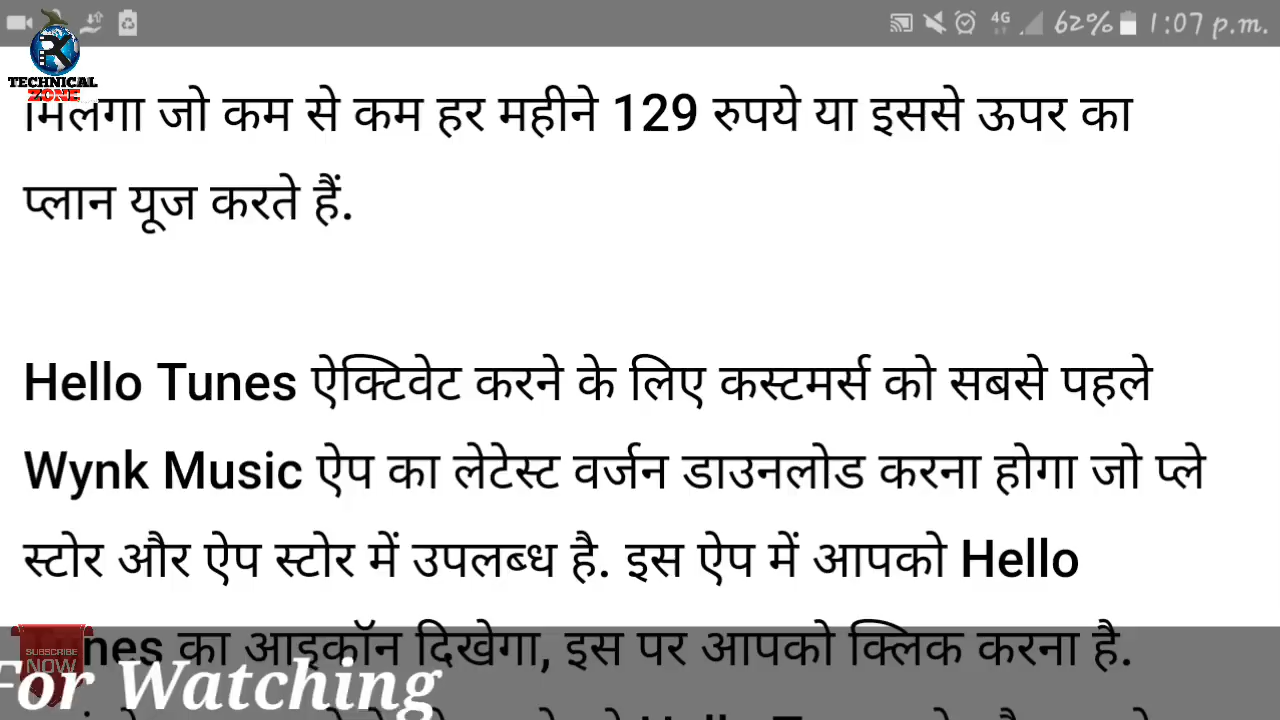 4G 62% 1:07 p.m.
TECHNICAL
ZONE
मिलेगा जो कम से कम हर महीने 129 रुपये या इससे ऊपर का
प्लान यूज करते हैं.
Hello Tunes ऐक्टिवेट करने के लिए कस्टमर्स को सबसे पहले
Wynk Music ऐप का लेटेस्ट वर्जन डाउनलोड करना होगा जो प्ले
स्टोर और ऐप स्टोर में उपलब्ध है. इस ऐप में आपको Hello
Tunes का आइकॉन दिखेगा, इस पर आपको क्लिक करना है.
SUBSCRIBE
NOW
For Watching